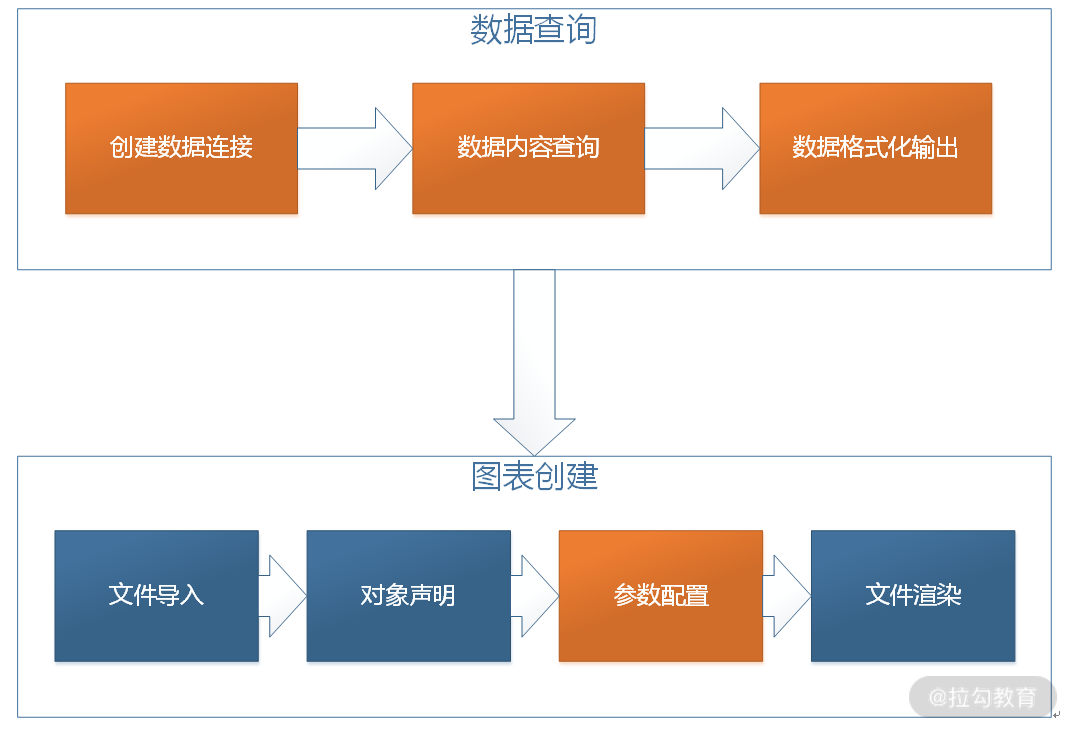 数据查询
创建数据连接
数据内容查询
数据格式化输出
图表创建
文件导入
对象声明
参数配置
文件渲染
@拉勾教育